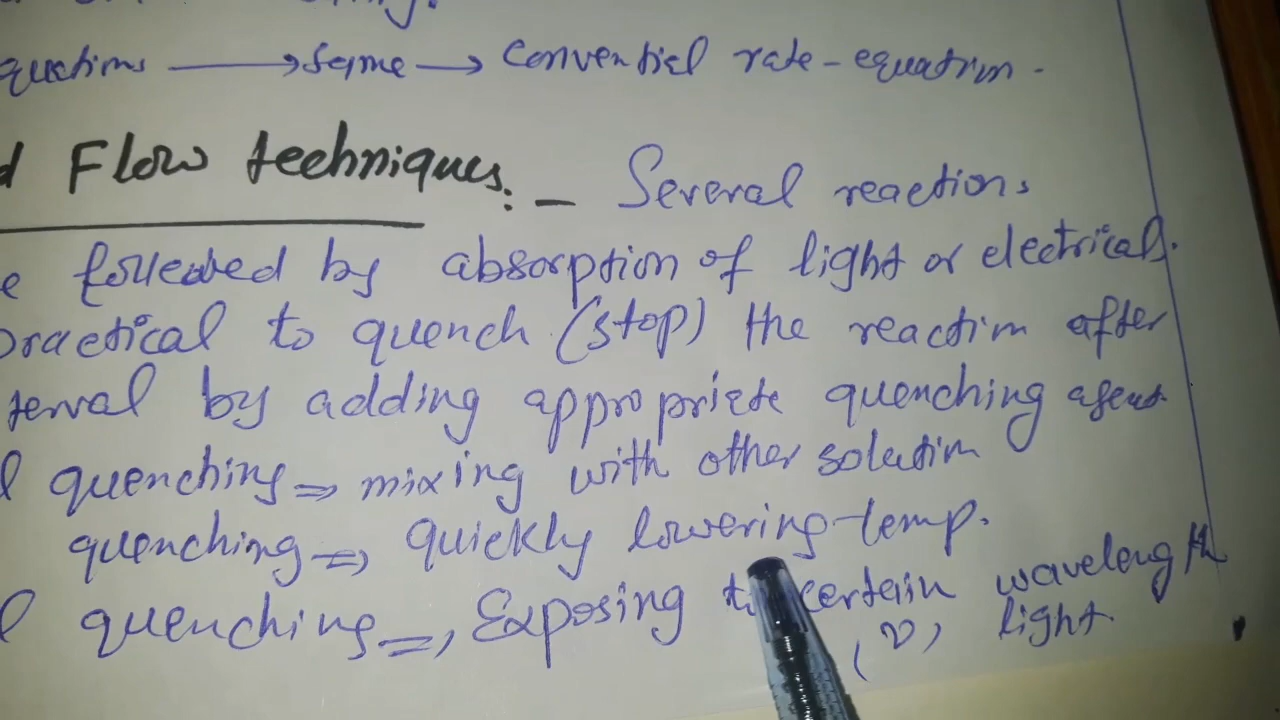 quations → same → Convential rate-equation.
d Flow techniques:- Several reactions
e followed by absorption of light or electrical.
practical to quench (stop) the reaction after
terval by adding appropriate quenching agent
l quenching ⇒ mixing with other solution
quenching ⇒, quickly lowering temp.
l quenching ⇒, Exposing to certain wavelength
(ν), light.